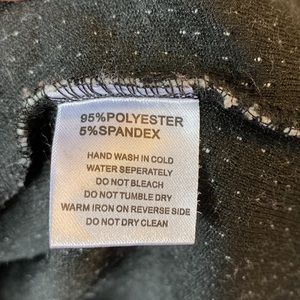 95%POLYESTER
5%SPANDEX
HAND WASH IN COLD
WATER SEPERATELY
DO NOT BLEACH
DO NOT TUMBLE DRY
WARM IRON ON REVERSE SIDE
DO NOT DRY CLEAN